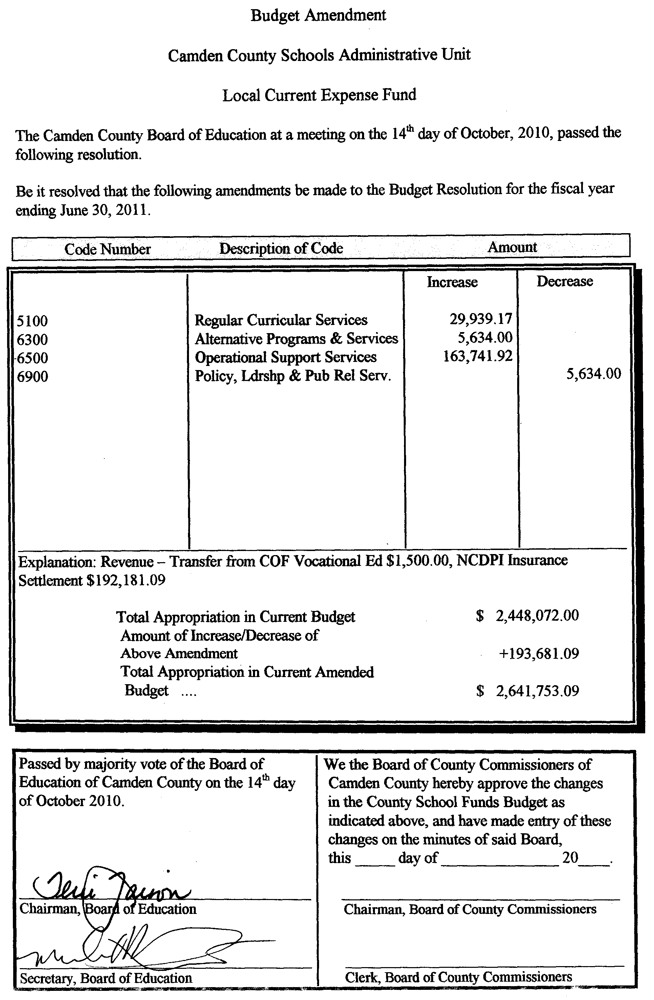 Budget Amendment
Camden County Schools Administrative Unit
Local Current Expense Fund
The Camden County Board of Education at a meeting on the 14th day of October, 2010, passed the
following resolution.
Be it resolved that the following amendments be made to the Budget Resolution for the fiscal year
ending June 30, 2011.
Code Number Description of Code Amount
Increase Decrease
5100 Regular Curricular Services 29,939.17
6300 Alternative Programs & Services 5,634.00
6500 Operational Support Services 163,741.92
6900 Policy, Ldrshp & Pub Rel Serv. 5,634.00
Explanation: Revenue – Transfer from COF Vocational Ed $1,500.00, NCDPI Insurance
Settlement $192,181.09
Total Appropriation in Current Budget $ 2,448,072.00
Amount of Increase/Decrease of
Above Amendment +193,681.09
Total Appropriation in Current Amended
Budget .... $ 2,641,753.09
Passed by majority vote of the Board of
Education of Camden County on the 14th day
of October 2010.
Chairman, Board of Education
Secretary, Board of Education
We the Board of County Commissioners of
Camden County hereby approve the changes
in the County School Funds Budget as
indicated above, and have made entry of these
changes on the minutes of said Board,
this _____ day of _______________ 20____.
Chairman, Board of County Commissioners
Clerk, Board of County Commissioners